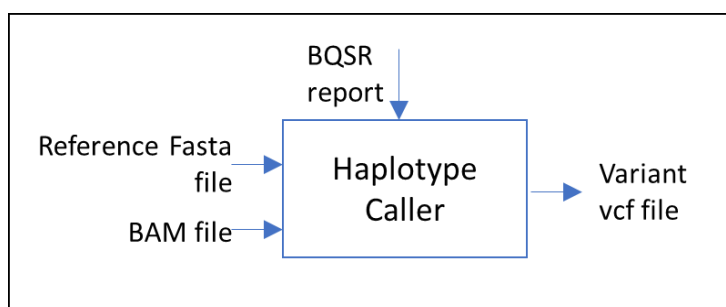 BQSR
report
Reference Fasta
file
BAM file
Haplotype
Caller
Variant
vcf file